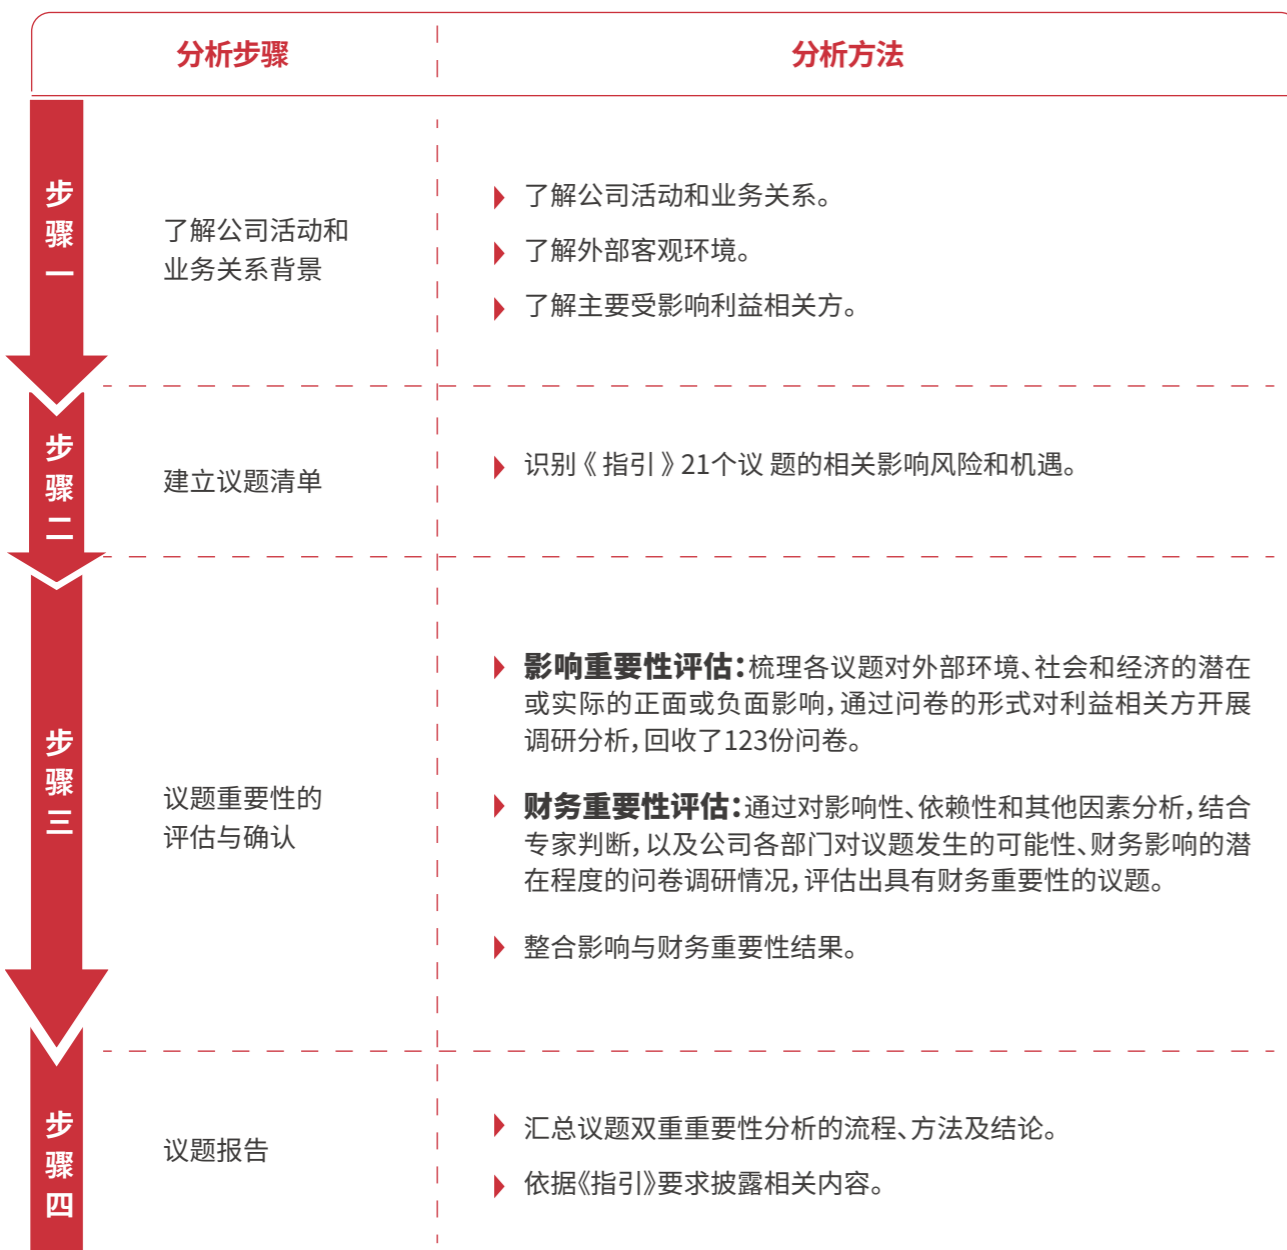 分析步骤
分析方法
步骤一
了解公司活动和
业务关系背景
了解公司活动和业务关系。
了解外部客观环境。
了解主要受影响利益相关方。
步骤二
建立议题清单
识别《 指引 》21个议 题的相关影响风险和机遇。
步骤三
议题重要性的
评估与确认
影响重要性评估：梳理各议题对外部环境、社会和经济的潜在
或实际的正面或负面影响，通过问卷的形式对利益相关方开展
调研分析，回收了123份问卷。
财务重要性评估：通过对影响性、依赖性和其他因素分析，结合
专家判断，以及公司各部门对议题发生的可能性、财务影响的潜
在程度的问卷调研情况，评估出具有财务重要性的议题。
整合影响与财务重要性结果。
步骤四
议题报告
汇总议题双重重要性分析的流程、方法及结论。
依据《指引》要求披露相关内容。